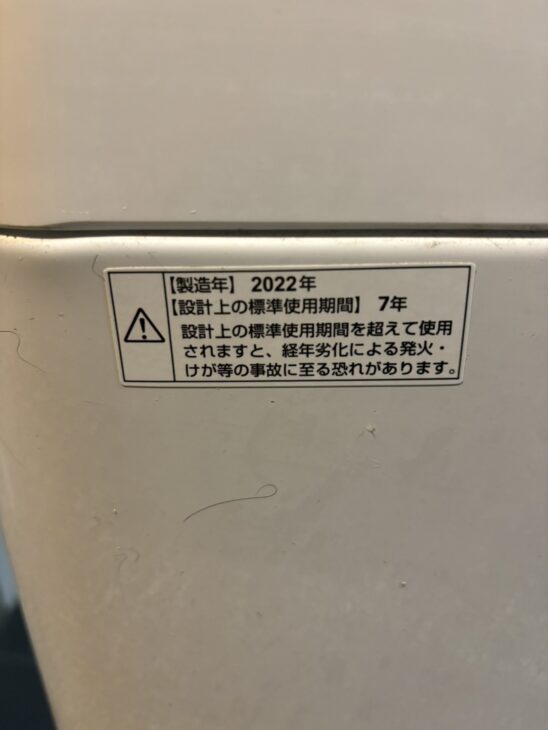 【製造年】 2022年
【設計上の標準使用期間】 7年
設計上の標準使用期間を超えて使用
されますと、経年劣化による発火・
けが等の事故に至る恐れがあります。